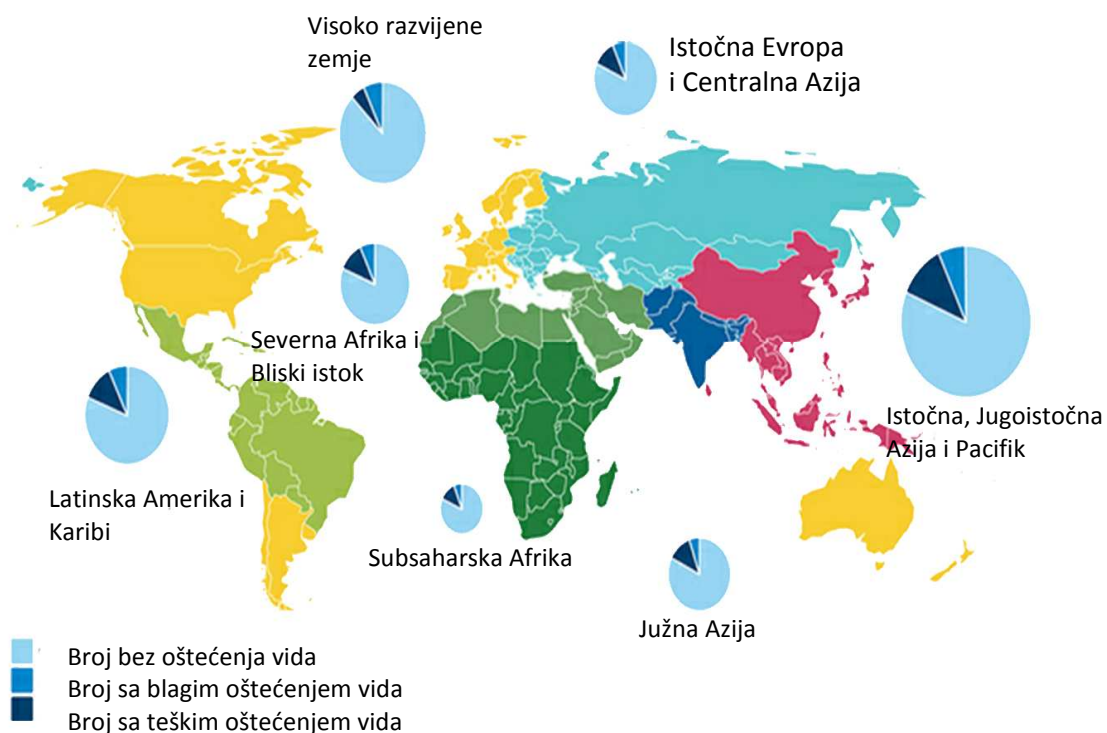 Visoko razvijene
zemje
Istočna Evropa
i Centralna Azija
Severna Afrika i
Bliski istok
Istočna, Jugoistočna
Azija i Pacifik
Latinska Amerika i
Karibi
Subsaharska Afrika
Južna Azija
Broj bez oštećenja vida
Broj sa blagim oštećenjem vida
Broj sa teškim oštećenjem vida